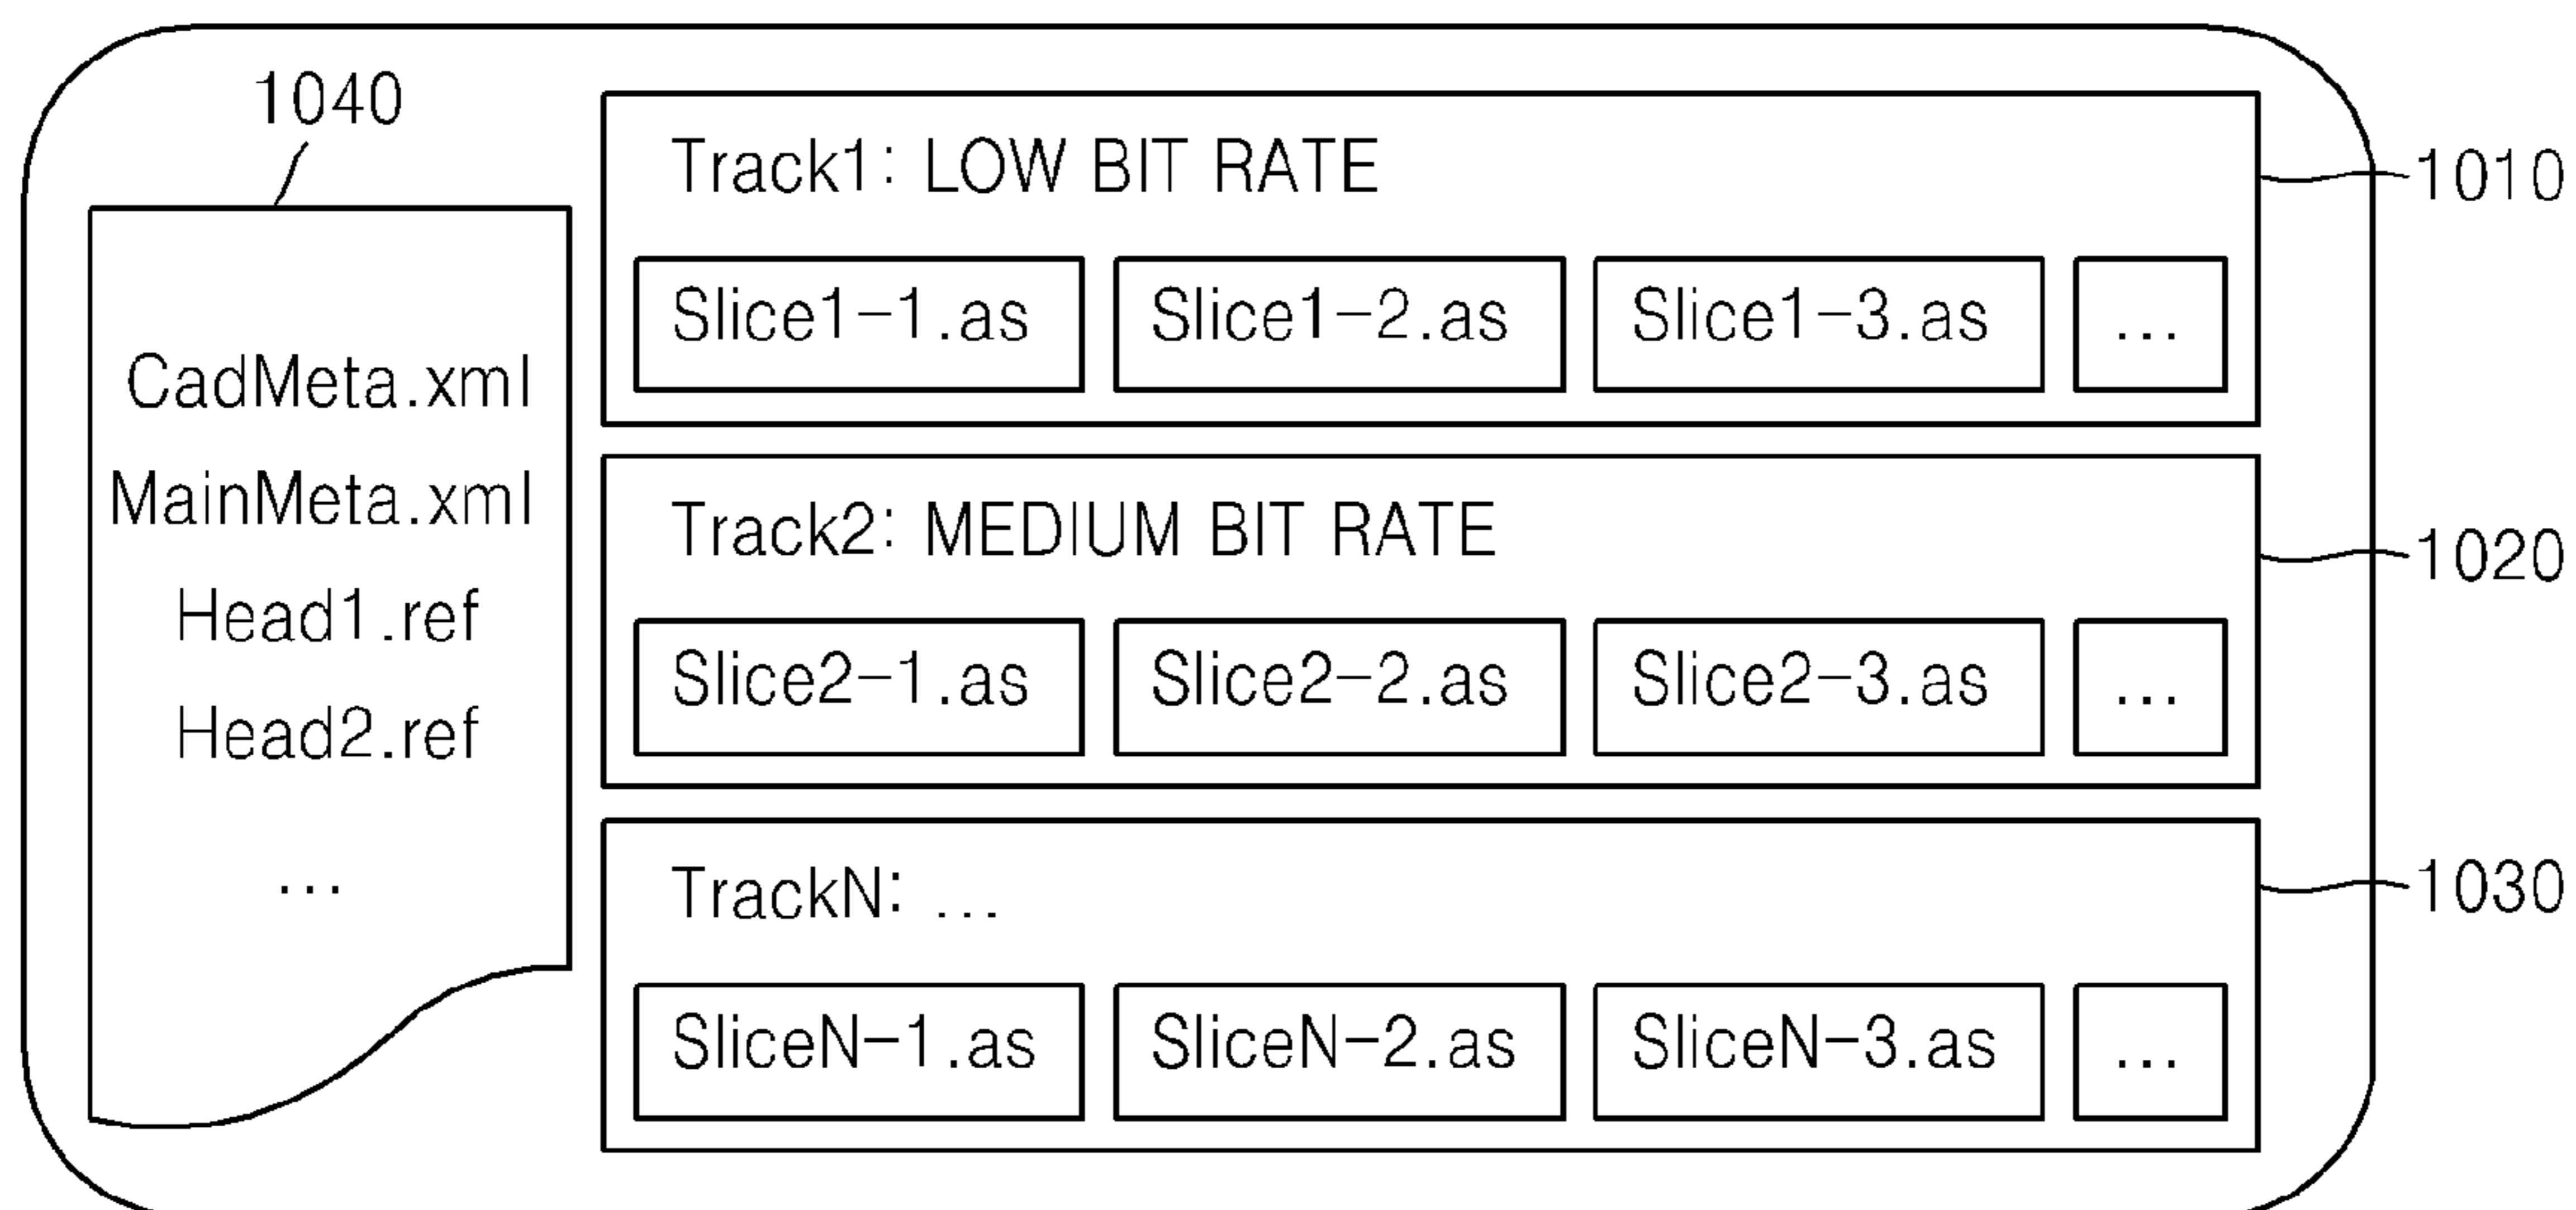 1040
CadMeta.xml
MainMeta.xml
Head1.ref
Head2.ref
...
Track1: LOW BIT RATE
1010
Slice1-1.as
Slice1-2.as
Slice1-3.as
...
Track2: MEDIUM BIT RATE
1020
Slice2-1.as
Slice2-2.as
Slice2-3.as
...
TrackN: ...
1030
SliceN-1.as
SliceN-2.as
SliceN-3.as
...